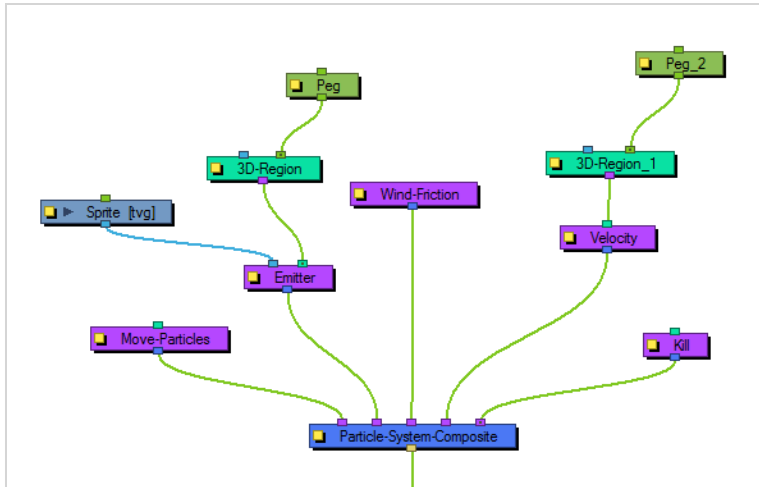 Peg_2
Peg
3D-Region
3D-Region_1
Wind-Friction
Sprite [tvg]
Velocity
Emitter
Move-Particles
Kill
Particle-System-Composite